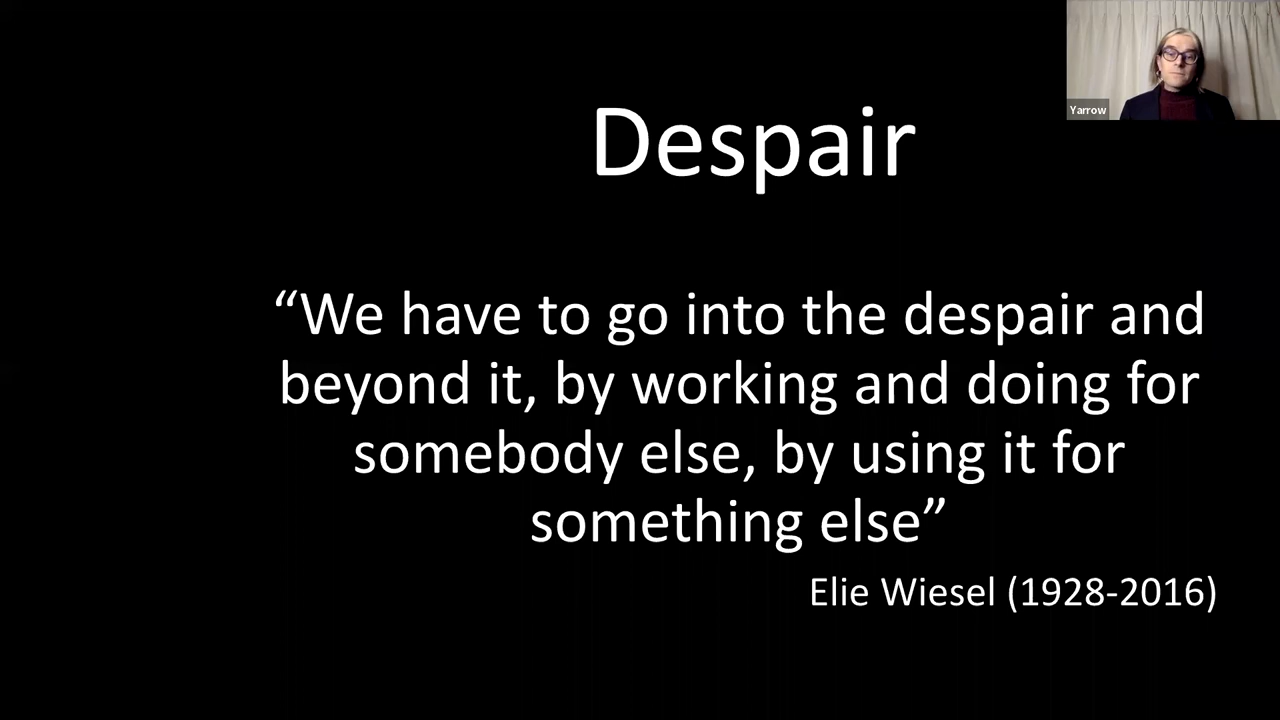 Yarrow
Despair
“We have to go into the despair and
beyond it, by working and doing for
somebody else, by using it for
something else”
Elie Wiesel (1928-2016)